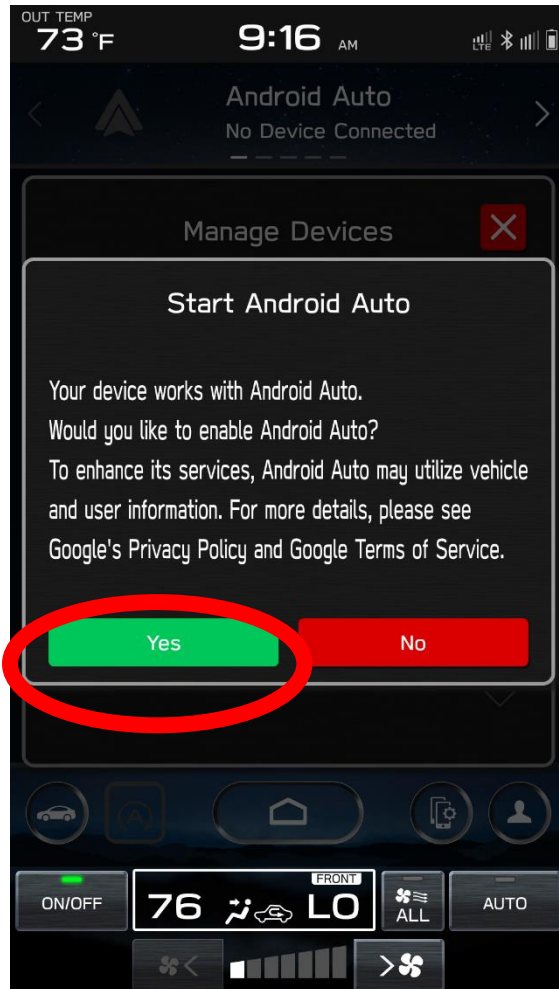 OUT TEMP
73 °F
9:16 AM
LTE
Android Auto
No Device Connected
Manage Devices
Start Android Auto
Your device works with Android Auto.
Would you like to enable Android Auto?
To enhance its services, Android Auto may utilize vehicle
and user information. For more details, please see
Google's Privacy Policy and Google Terms of Service.
Yes
No
A
ON/OFF
76
FRONT
LO
ALL
AUTO